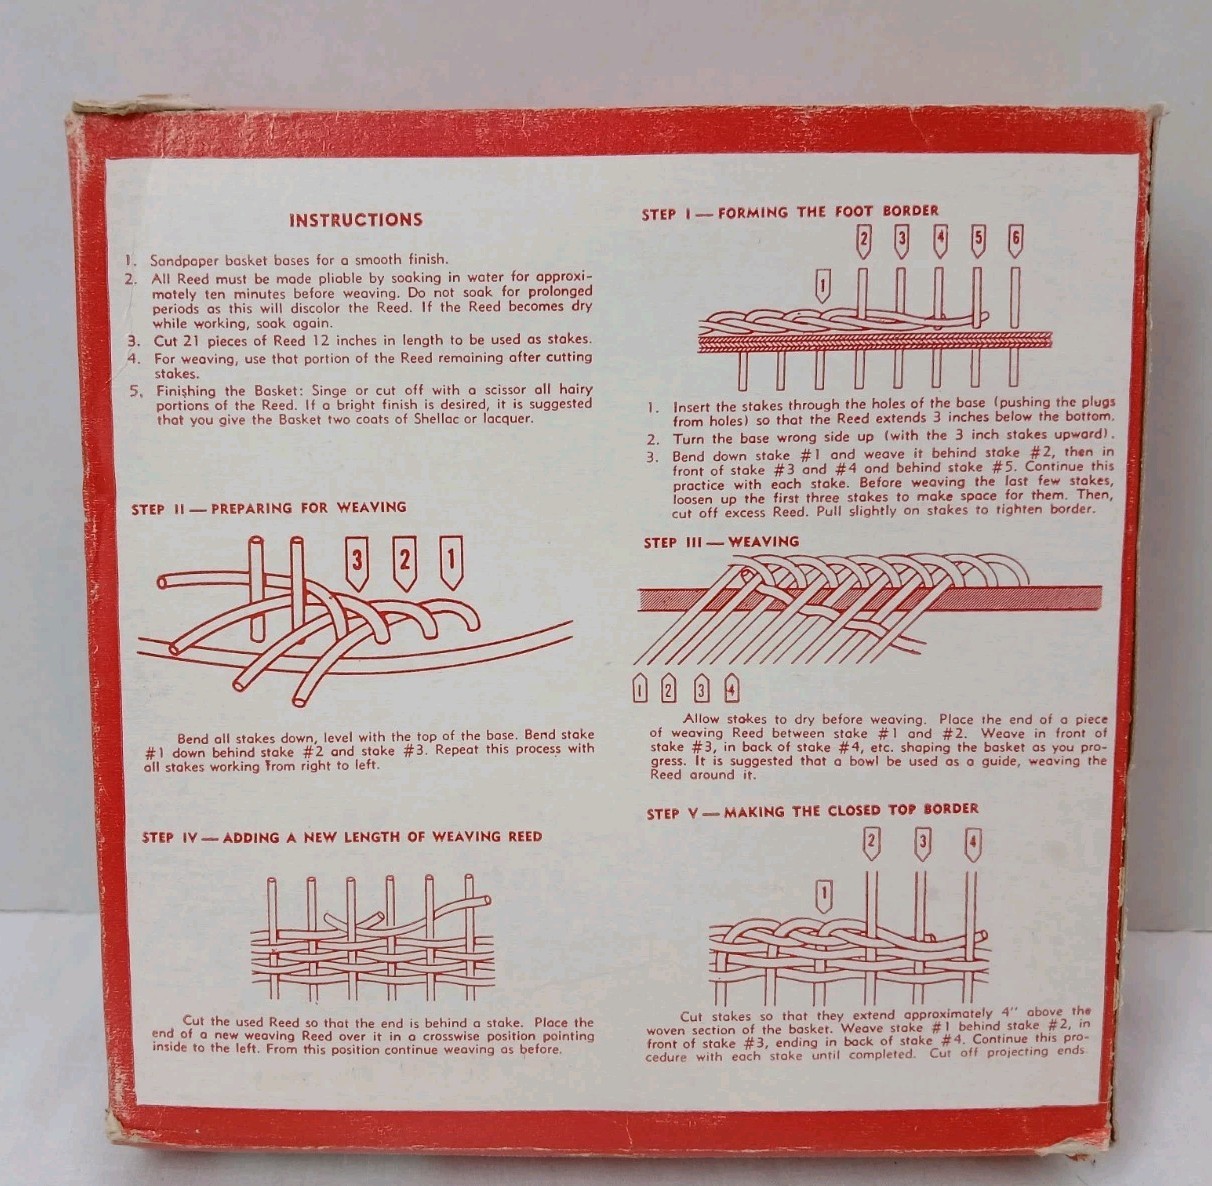 INSTRUCTIONS
1. Sandpaper basket bases for a smooth finish.
2. All Reed must be made pliable by soaking in water for approxi-
mately ten minutes before weaving. Do not soak for prolonged
periods as this will discolor the Reed. If the Reed becomes dry
while working, soak again.
3. Cut 21 pieces of Reed 12 inches in length to be used as stakes.
4. For weaving, use that portion of the Reed remaining after cutting
stakes.
5. Finishing the Basket: Singe or cut off with a scissor all hairy
portions of the Reed. If a bright finish is desired, it is suggested
that you give the Basket two coats of Shellac or lacquer.
STEP I — FORMING THE FOOT BORDER
2 3 4 5 6
1
1. Insert the stakes through the holes of the base (pushing the plugs
from holes) so that the Reed extends 3 inches below the bottom.
2. Turn the base wrong side up (with the 3 inch stakes upward).
3. Bend down stake #1 and weave it behind stake #2, then in
front of stake #3 and #4 and behind stake #5. Continue this
practice with each stake. Before weaving the last few stakes,
loosen up the first three stakes to make space for them. Then,
cut off excess Reed. Pull slightly on stakes to tighten border.
STEP II — PREPARING FOR WEAVING
3 2 1
Bend all stakes down, level with the top of the base. Bend stake
#1 down behind stake #2 and stake #3. Repeat this process with
all stakes working from right to left.
STEP III — WEAVING
1 2 3 4
Allow stakes to dry before weaving. Place the end of a piece
of weaving Reed between stake #1 and #2. Weave in front of
stake #3, in back of stake #4, etc. shaping the basket as you pro-
gress. It is suggested that a bowl be used as a guide, weaving the
Reed around it.
STEP IV — ADDING A NEW LENGTH OF WEAVING REED
Cut the used Reed so that the end is behind a stake. Place the
end of a new weaving Reed over it in a crosswise position pointing
inside to the left. From this position continue weaving as before.
STEP V — MAKING THE CLOSED TOP BORDER
2 3 4
1
Cut stakes so that they extend approximately 4" above the
woven section of the basket. Weave stake #1 behind stake #2, in
front of stake #3, ending in back of stake #4. Continue this pro-
cedure with each stake until completed. Cut off projecting ends